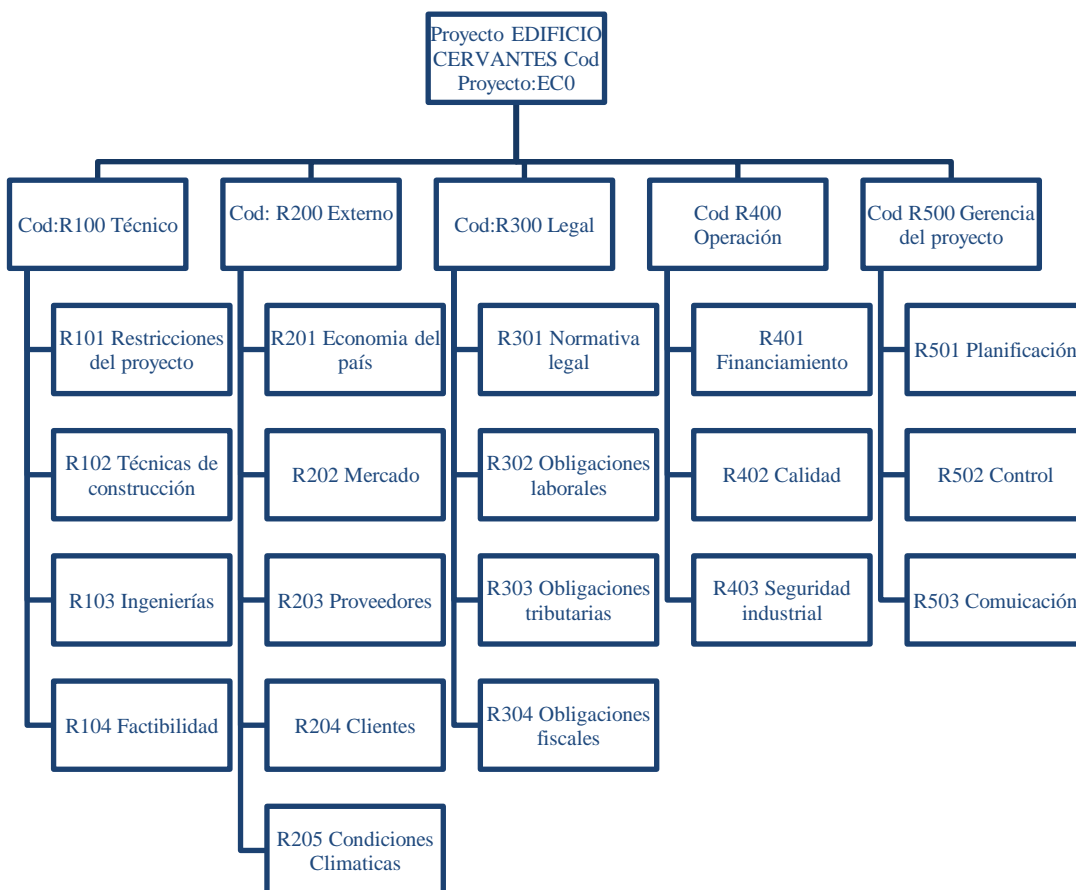 Proyecto EDIFICIO
CERVANTES Cod
Proyecto:EC0
Cod:R100 Técnico
R101 Restricciones
del proyecto
R102 Técnicas de
construcción
R103 Ingenierías
R104 Factibilidad
Cod: R200 Externo
R201 Economia del
país
R202 Mercado
R203 Proveedores
R204 Clientes
R205 Condiciones
Climaticas
Cod:R300 Legal
R301 Normativa
legal
R302 Obligaciones
laborales
R303 Obligaciones
tributarias
R304 Obligaciones
fiscales
Cod R400
Operación
R401
Financiamiento
R402 Calidad
R403 Seguridad
industrial
Cod R500 Gerencia
del proyecto
R501 Planificación
R502 Control
R503 Comuicación